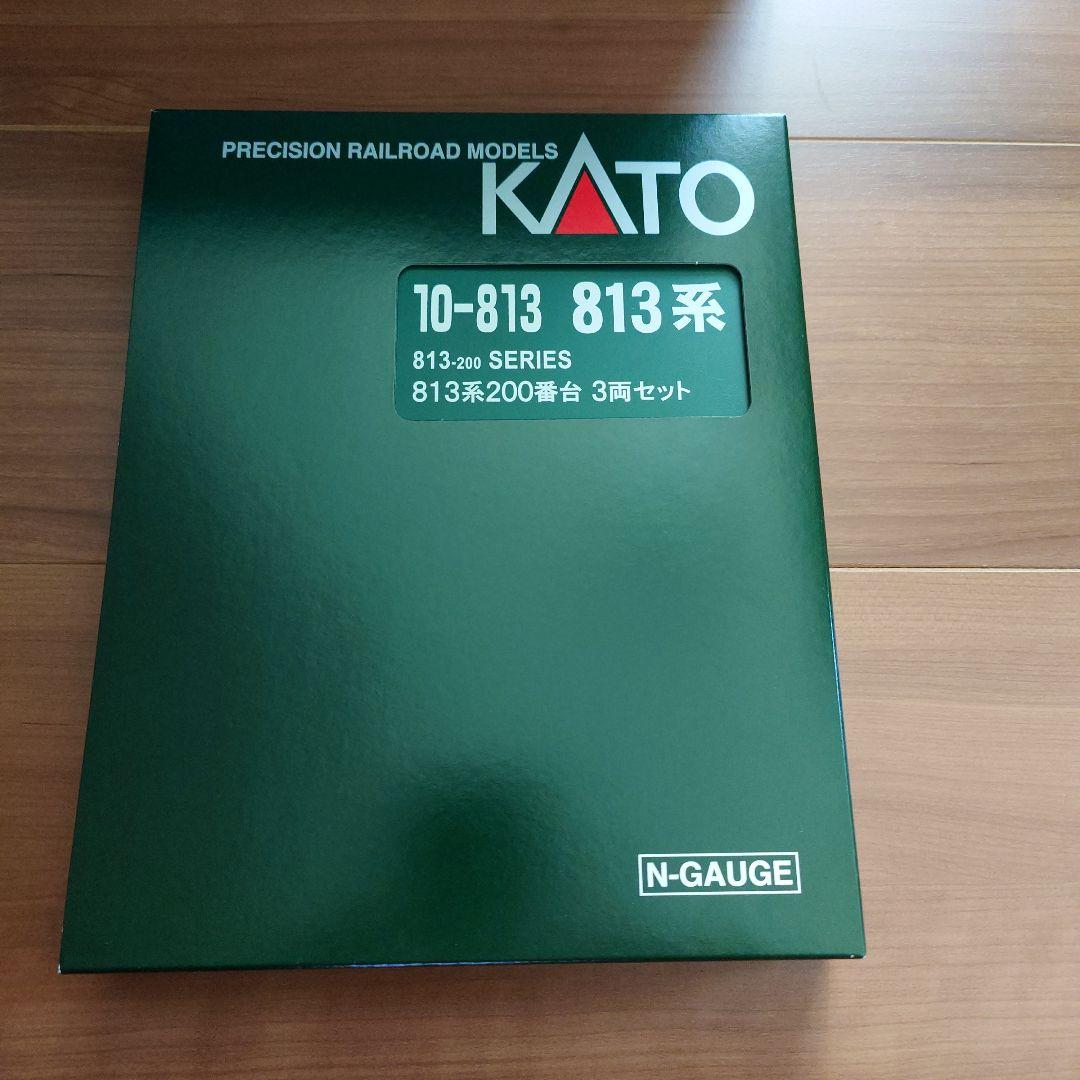 PRECISION RAILROAD MODELS
KATO
10-813 813系
813-200 SERIES
813系200番台 3両セット
N-GAUGE